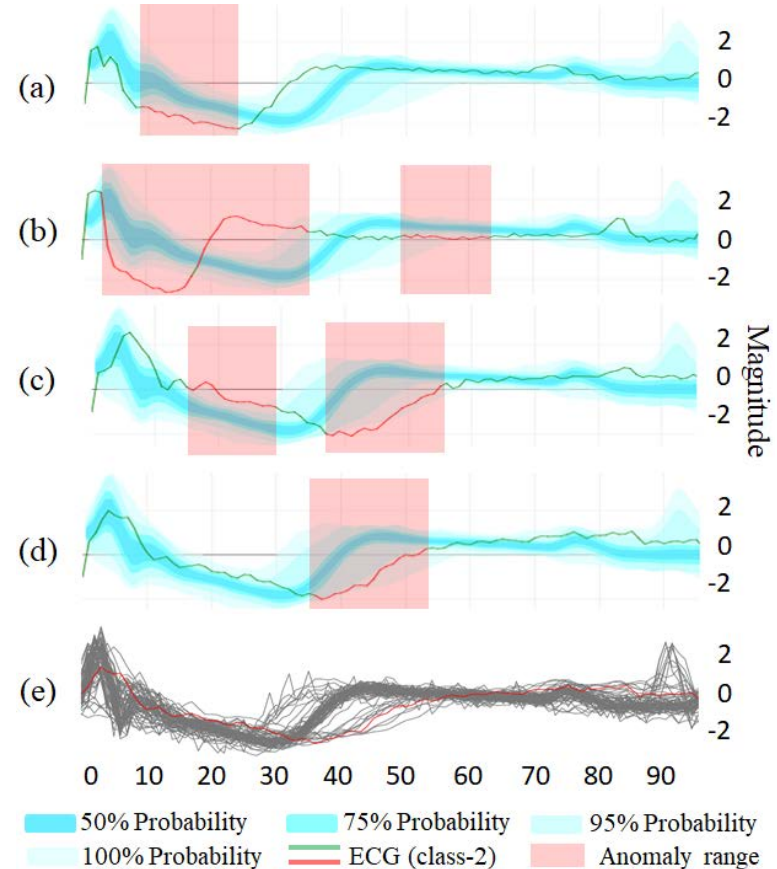 (a)
2
0
-2
(b)
2
0
-2
(c)
2
0
-2
Magnitude
(d)
2
0
-2
(e)
2
0
-2
0 10 20 30 40 50 60 70 80 90
50% Probability 75% Probability 95% Probability
100% Probability ECG (class-2) Anomaly range